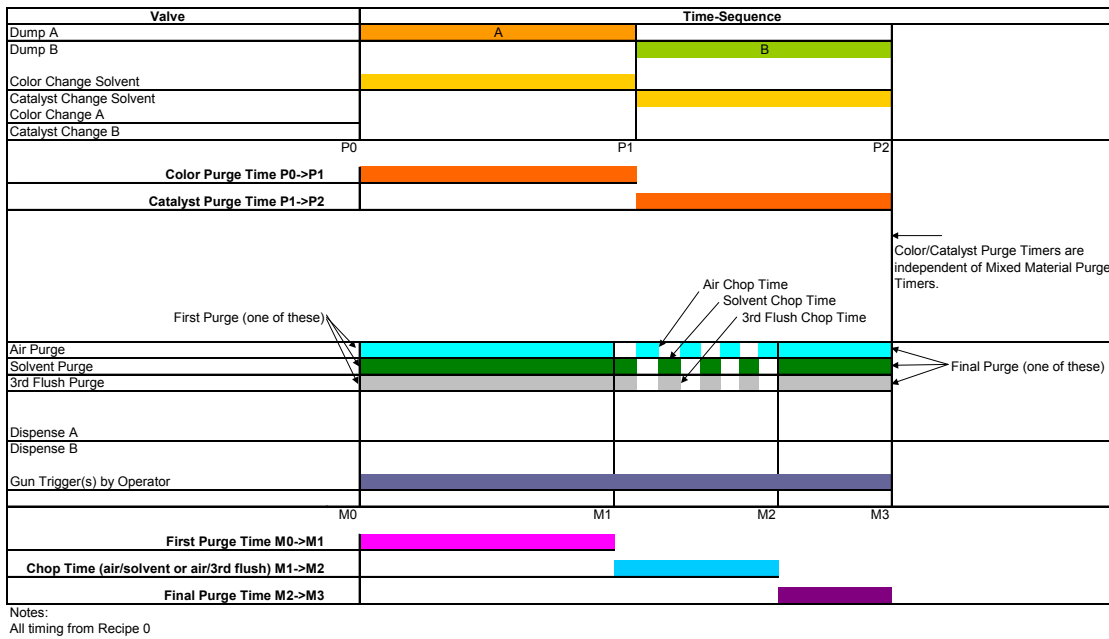 Valve
Time-Sequence
Dump A
A
Dump B
B
Color Change Solvent
Catalyst Change Solvent
Color Change A
Catalyst Change B
P0
P1
P2
Color Purge Time P0->P1
Catalyst Purge Time P1->P2
Color/Catalyst Purge Timers are
independent of Mixed Material Purge
Timers.
Air Chop Time
Solvent Chop Time
3rd Flush Chop Time
First Purge (one of these)
Air Purge
Solvent Purge
3rd Flush Purge
Final Purge (one of these)
Dispense A
Dispense B
Gun Trigger(s) by Operator
M0
M1
M2
M3
First Purge Time M0->M1
Chop Time (air/solvent or air/3rd flush) M1->M2
Final Purge Time M2->M3
Notes:
All timing from Recipe 0